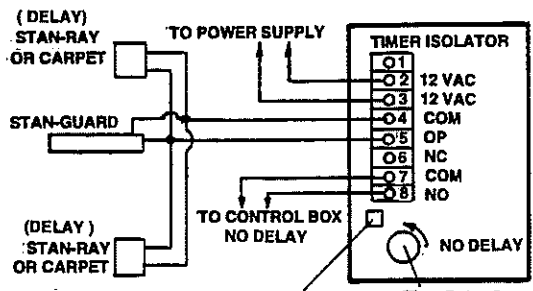 ( DELAY)
STAN-RAY
OR CARPET
TO POWER SUPPLY
TIMER ISOLATOR
1
2 12 VAC
3 12 VAC
STAN-GUARD
4 COM
5 OP
6 NC
7 COM
8 NO
TO CONTROL BOX
NO DELAY
(DELAY )
STAN-RAY
OR CARPET
NO DELAY